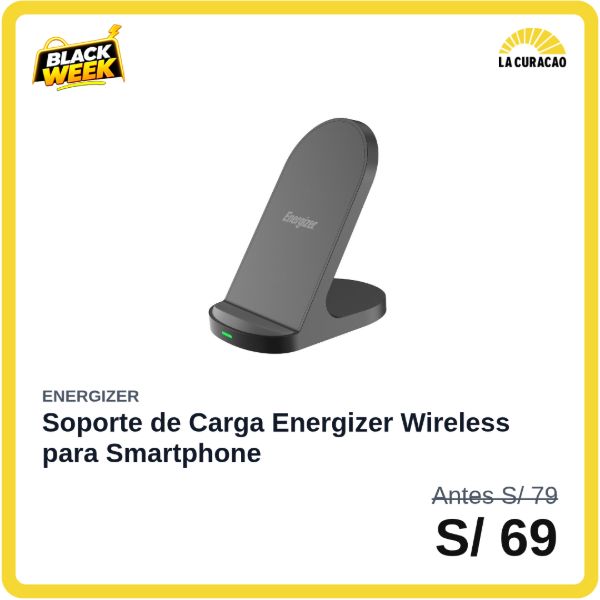 BLACK
WEEK
LA CURACAO
Energizer
ENERGIZER
Soporte de Carga Energizer Wireless
para Smartphone
Antes S/ 79
S/ 69